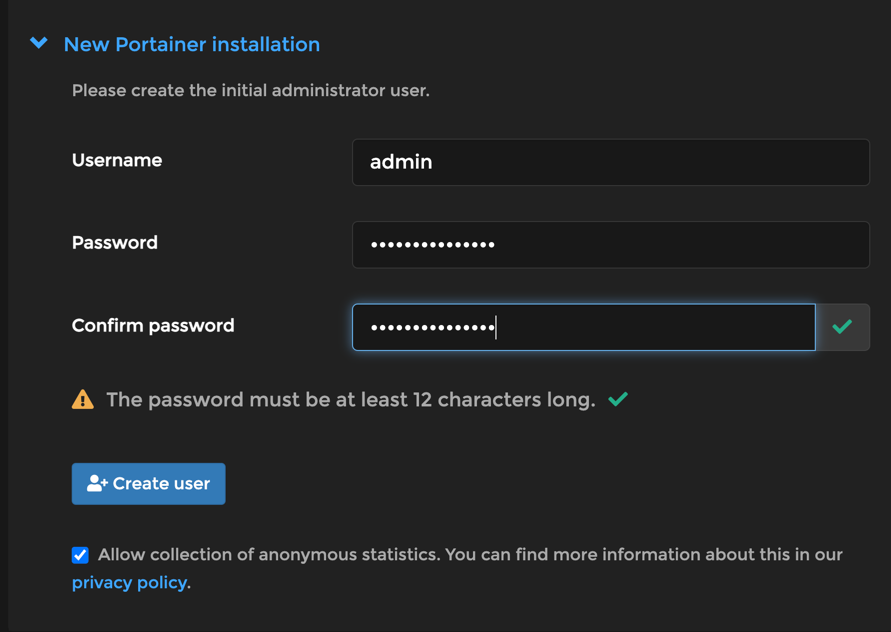 New Portainer installation
Please create the initial administrator user.
Username
admin
Password
•••••••••••••••
Confirm password
•••••••••••••••
The password must be at least 12 characters long.
Create user
Allow collection of anonymous statistics. You can find more information about this in our
privacy policy.